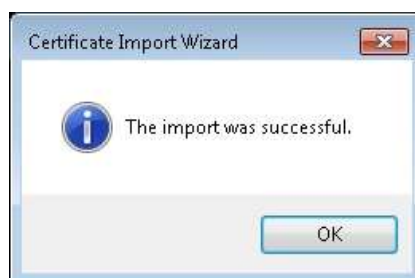 Certificate Import Wizard
The import was successful.
OK